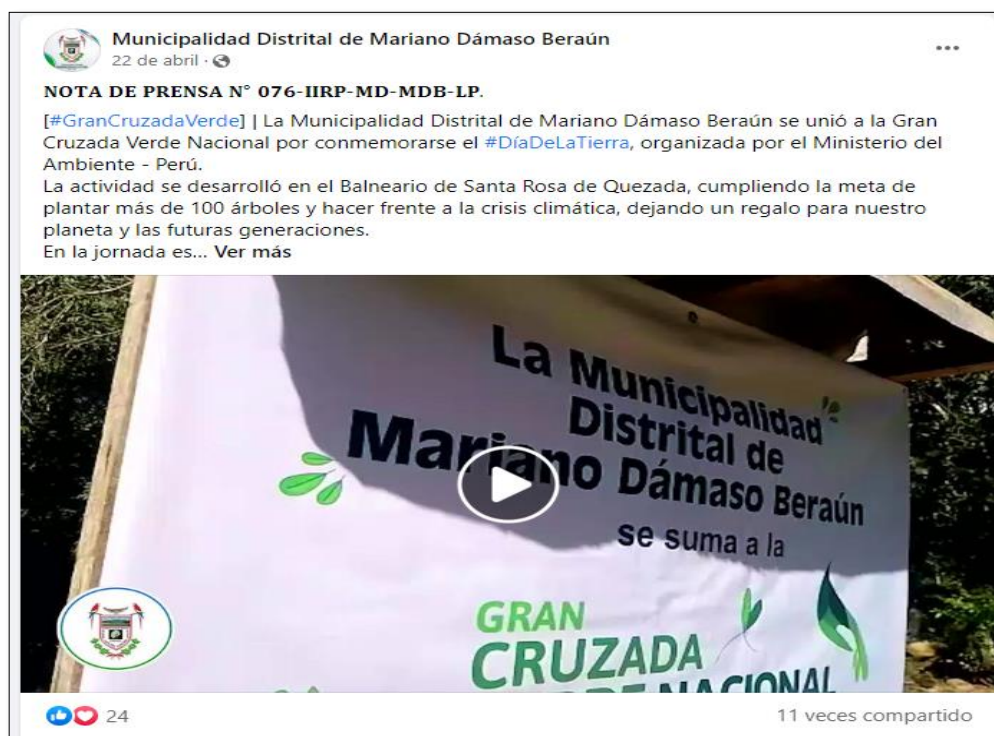 Municipalidad Distrital de Mariano Dámaso Beraún
22 de abril
NOTA DE PRENSA N° 076-IIRP-MD-MDB-LP.
[#GranCruzadaVerde] | La Municipalidad Distrital de Mariano Dámaso Beraún se unió a la Gran
Cruzada Verde Nacional por conmemorarse el #DíaDeLaTierra, organizada por el Ministerio del
Ambiente - Perú.
La actividad se desarrolló en el Balneario de Santa Rosa de Quezada, cumpliendo la meta de
plantar más de 100 árboles y hacer frente a la crisis climática, dejando un regalo para nuestro
planeta y las futuras generaciones.
En la jornada es... Ver más
La Municipalidad
Distrital de
Mariano Dámaso Beraún
se suma a la
GRAN
CRUZADA
NACIONAL
24
11 veces compartido